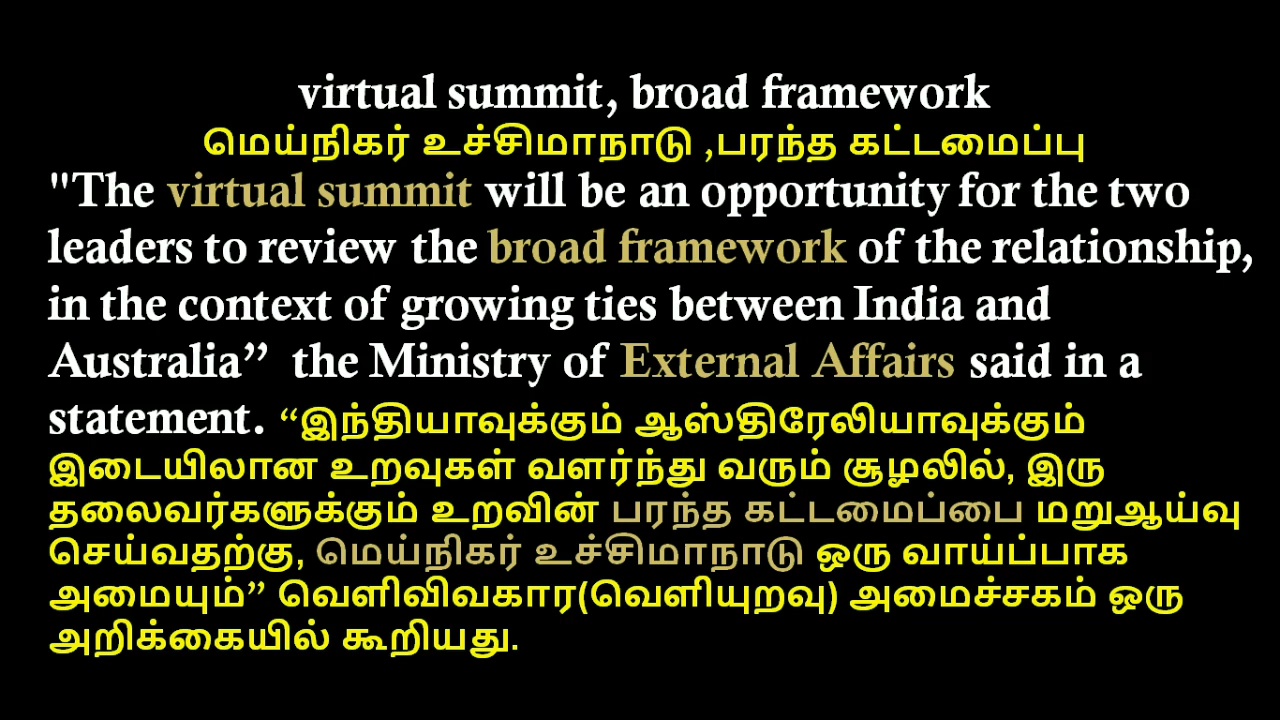 virtual summit, broad framework
மெய்நிகர் உச்சிமாநாடு ,பரந்த கட்டமைப்பு
"The virtual summit will be an opportunity for the two
leaders to review the broad framework of the relationship,
in the context of growing ties between India and
Australia”  the Ministry of External Affairs said in a
statement. “இந்தியாவுக்கும் ஆஸ்திரேலியாவுக்கும்
இடையிலான உறவுகள் வளர்ந்து வரும் சூழலில், இரு
தலைவர்களுக்கும் உறவின் பரந்த கட்டமைப்பை மறுஆய்வு
செய்வதற்கு, மெய்நிகர் உச்சிமாநாடு ஒரு வாய்ப்பாக
அமையும்” வெளிவிவகார(வெளியுறவு) அமைச்சகம் ஒரு
அறிக்கையில் கூறியது.